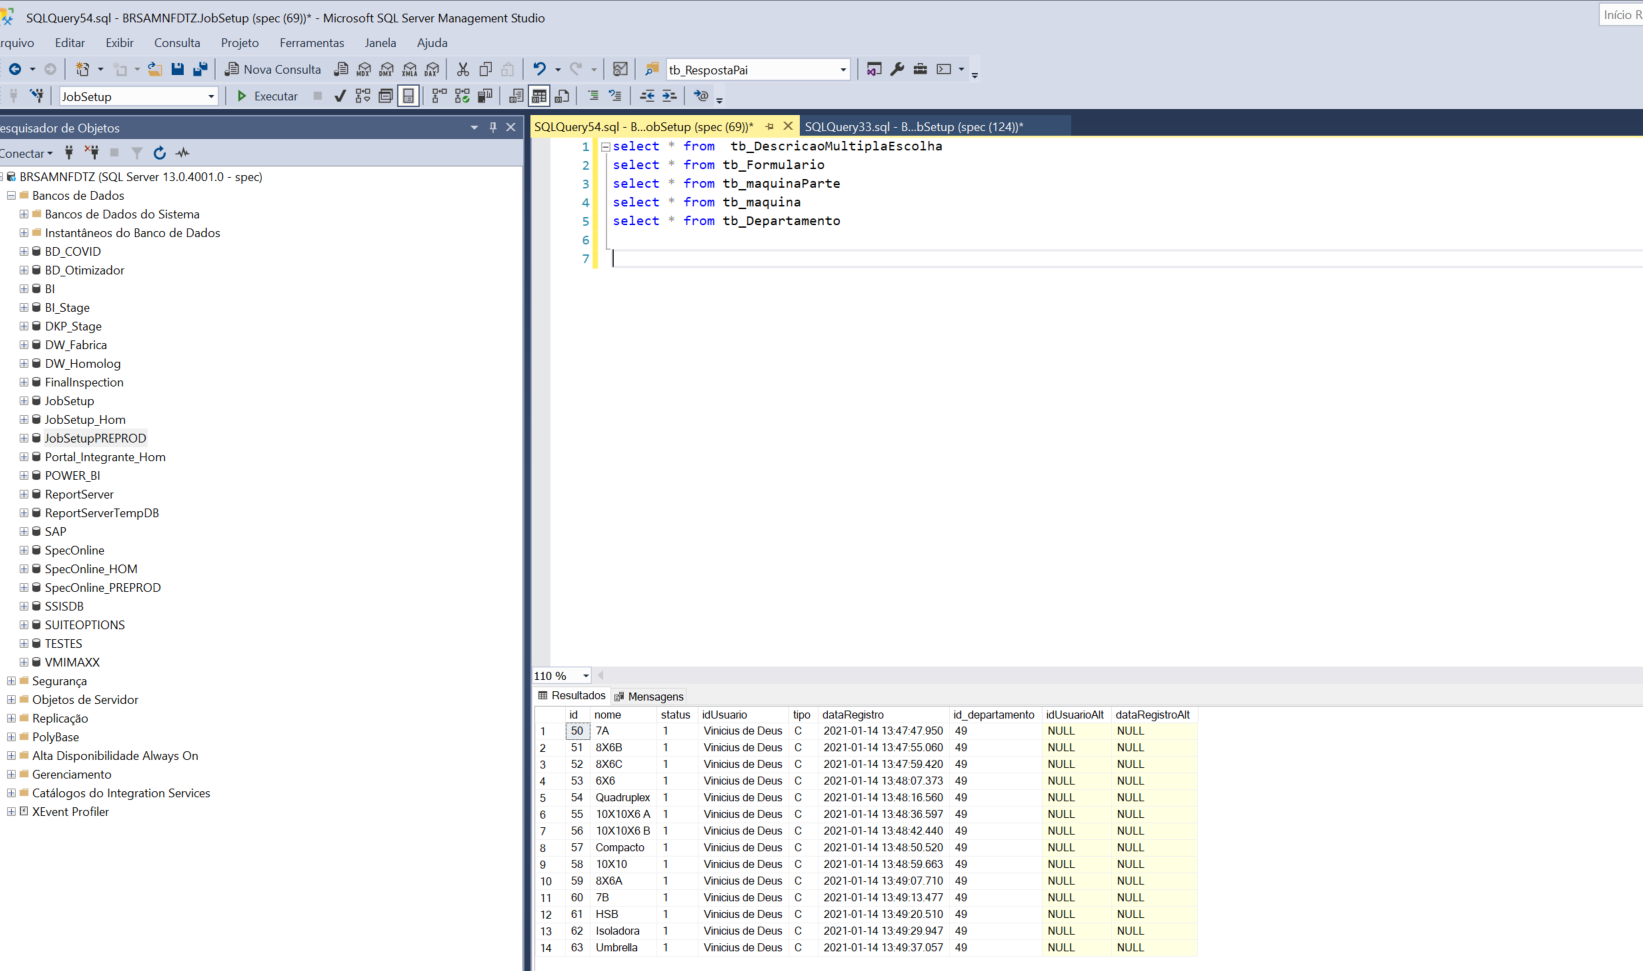 SQLQuery54.sql - BRSAMNFDTZ.JobSetup (spec (69))* - Microsoft SQL Server Management Studio
Início R
rquivo Editar Exibir Consulta Projeto Ferramentas Janela Ajuda
Nova Consulta MDX DMX XMLA DAX tb_RespostaPai
JobSetup Executar
esquisador de Objetos
Conectar
BRSAMNFDTZ (SQL Server 13.0.4001.0 - spec)
Bancos de Dados
Bancos de Dados do Sistema
Instantâneos do Banco de Dados
BD_COVID
BD_Otimizador
BI
BI_Stage
DKP_Stage
DW_Fabrica
DW_Homolog
FinalInspection
JobSetup
JobSetup_Hom
JobSetupPREPROD
Portal_Integrante_Hom
POWER_BI
ReportServer
ReportServerTempDB
SAP
SpecOnline
SpecOnline_HOM
SpecOnline_PREPROD
SSISDB
SUITEOPTIONS
TESTES
VMIMAXX
Segurança
Objetos de Servidor
Replicação
PolyBase
Alta Disponibilidade Always On
Gerenciamento
Catálogos do Integration Services
XEvent Profiler
SQLQuery54.sql - B...obSetup (spec (69))* SQLQuery33.sql - B...bSetup (spec (124))*
1 select * from tb_DescricaoMultiplaEscolha
2 select * from tb_Formulario
3 select * from tb_maquinaParte
4 select * from tb_maquina
5 select * from tb_Departamento
6
7
110 %
Resultados Mensagens
id nome status idUsuario tipo dataRegistro id_departamento idUsuarioAlt dataRegistroAlt
1 50 7A 1 Vinicius de Deus C 2021-01-14 13:47:47.950 49 NULL NULL
2 51 8X6B 1 Vinicius de Deus C 2021-01-14 13:47:55.060 49 NULL NULL
3 52 8X6C 1 Vinicius de Deus C 2021-01-14 13:47:59.420 49 NULL NULL
4 53 6X6 1 Vinicius de Deus C 2021-01-14 13:48:07.373 49 NULL NULL
5 54 Quadruplex 1 Vinicius de Deus C 2021-01-14 13:48:16.560 49 NULL NULL
6 55 10X10X6 A 1 Vinicius de Deus C 2021-01-14 13:48:36.597 49 NULL NULL
7 56 10X10X6 B 1 Vinicius de Deus C 2021-01-14 13:48:42.440 49 NULL NULL
8 57 Compacto 1 Vinicius de Deus C 2021-01-14 13:48:50.520 49 NULL NULL
9 58 10X10 1 Vinicius de Deus C 2021-01-14 13:48:59.663 49 NULL NULL
10 59 8X6A 1 Vinicius de Deus C 2021-01-14 13:49:07.710 49 NULL NULL
11 60 7B 1 Vinicius de Deus C 2021-01-14 13:49:13.477 49 NULL NULL
12 61 HSB 1 Vinicius de Deus C 2021-01-14 13:49:20.510 49 NULL NULL
13 62 Isoladora 1 Vinicius de Deus C 2021-01-14 13:49:29.947 49 NULL NULL
14 63 Umbrella 1 Vinicius de Deus C 2021-01-14 13:49:37.057 49 NULL NULL